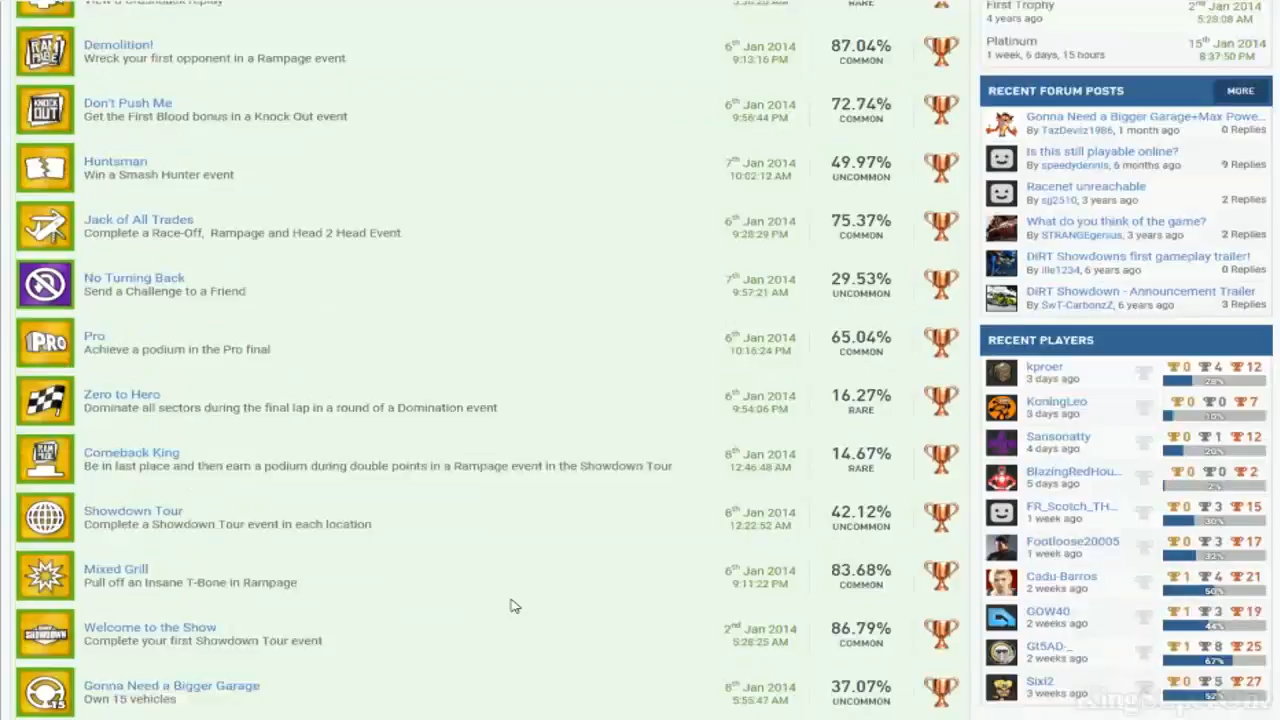 RARE
Demolition!
Wreck your first opponent in a Rampage event
6th Jan 2014
9:13:16 PM
87.04%
COMMON
Don't Push Me
Get the First Blood bonus in a Knock Out event
6th Jan 2014
9:56:44 PM
72.74%
COMMON
Huntsman
Win a Smash Hunter event
7th Jan 2014
10:02:12 AM
49.97%
UNCOMMON
Jack of All Trades
Complete a Race-Off, Rampage and Head 2 Head Event
6th Jan 2014
9:28:29 PM
75.37%
COMMON
No Turning Back
Send a Challenge to a Friend
7th Jan 2014
9:57:21 AM
29.53%
UNCOMMON
PRO
Pro
Achieve a podium in the Pro final
6th Jan 2014
10:16:24 PM
65.04%
COMMON
Zero to Hero
Dominate all sectors during the final lap in a round of a Domination event
6th Jan 2014
9:54:06 PM
16.27%
RARE
Comeback King
Be in last place and then earn a podium during double points in a Rampage event in the Showdown Tour
8th Jan 2014
12:46:48 AM
14.67%
RARE
Showdown Tour
Complete a Showdown Tour event in each location
8th Jan 2014
12:22:52 AM
42.12%
UNCOMMON
Mixed Grill
Pull off an Insane T-Bone in Rampage
6th Jan 2014
9:11:22 PM
83.68%
COMMON
SHOWDOWN
Welcome to the Show
Complete your first Showdown Tour event
2nd Jan 2014
5:28:25 AM
86.79%
COMMON
15
Gonna Need a Bigger Garage
Own 15 vehicles
8th Jan 2014
5:55:47 AM
37.07%
UNCOMMON
First Trophy
4 years ago
2nd Jan 2014
5:28:08 AM
Platinum
1 week, 6 days, 15 hours
15th Jan 2014
8:37:50 PM
RECENT FORUM POSTS
MORE
Gonna Need a Bigger Garage+Max Powe...
By TazDeviiz1986, 1 month ago
0 Replies
Is this still playable online?
By speedydennis, 6 months ago
9 Replies
Racenet unreachable
By sjj2510, 3 years ago
2 Replies
What do you think of the game?
By STRANGEgenius, 3 years ago
2 Replies
DiRT Showdowns first gameplay trailer!
By ille1234, 6 years ago
0 Replies
DiRT Showdown - Announcement Trailer
By SwT-CarbonzZ, 6 years ago
3 Replies
RECENT PLAYERS
kproer
3 days ago
0 4 12
28%
KoningLeo
3 days ago
0 0 7
10%
Sansonatty
4 days ago
0 1 12
20%
BlazingRedHou...
5 days ago
0 0 2
2%
FR_Scotch_TH...
1 week ago
0 3 15
30%
Footloose20005
1 week ago
0 3 17
32%
Cadu-Barros
2 weeks ago
1 4 21
50%
GOW40
2 weeks ago
1 3 19
44%
Gt5AD-_
2 weeks ago
1 8 25
67%
Sixi2
3 weeks ago
0 5 27